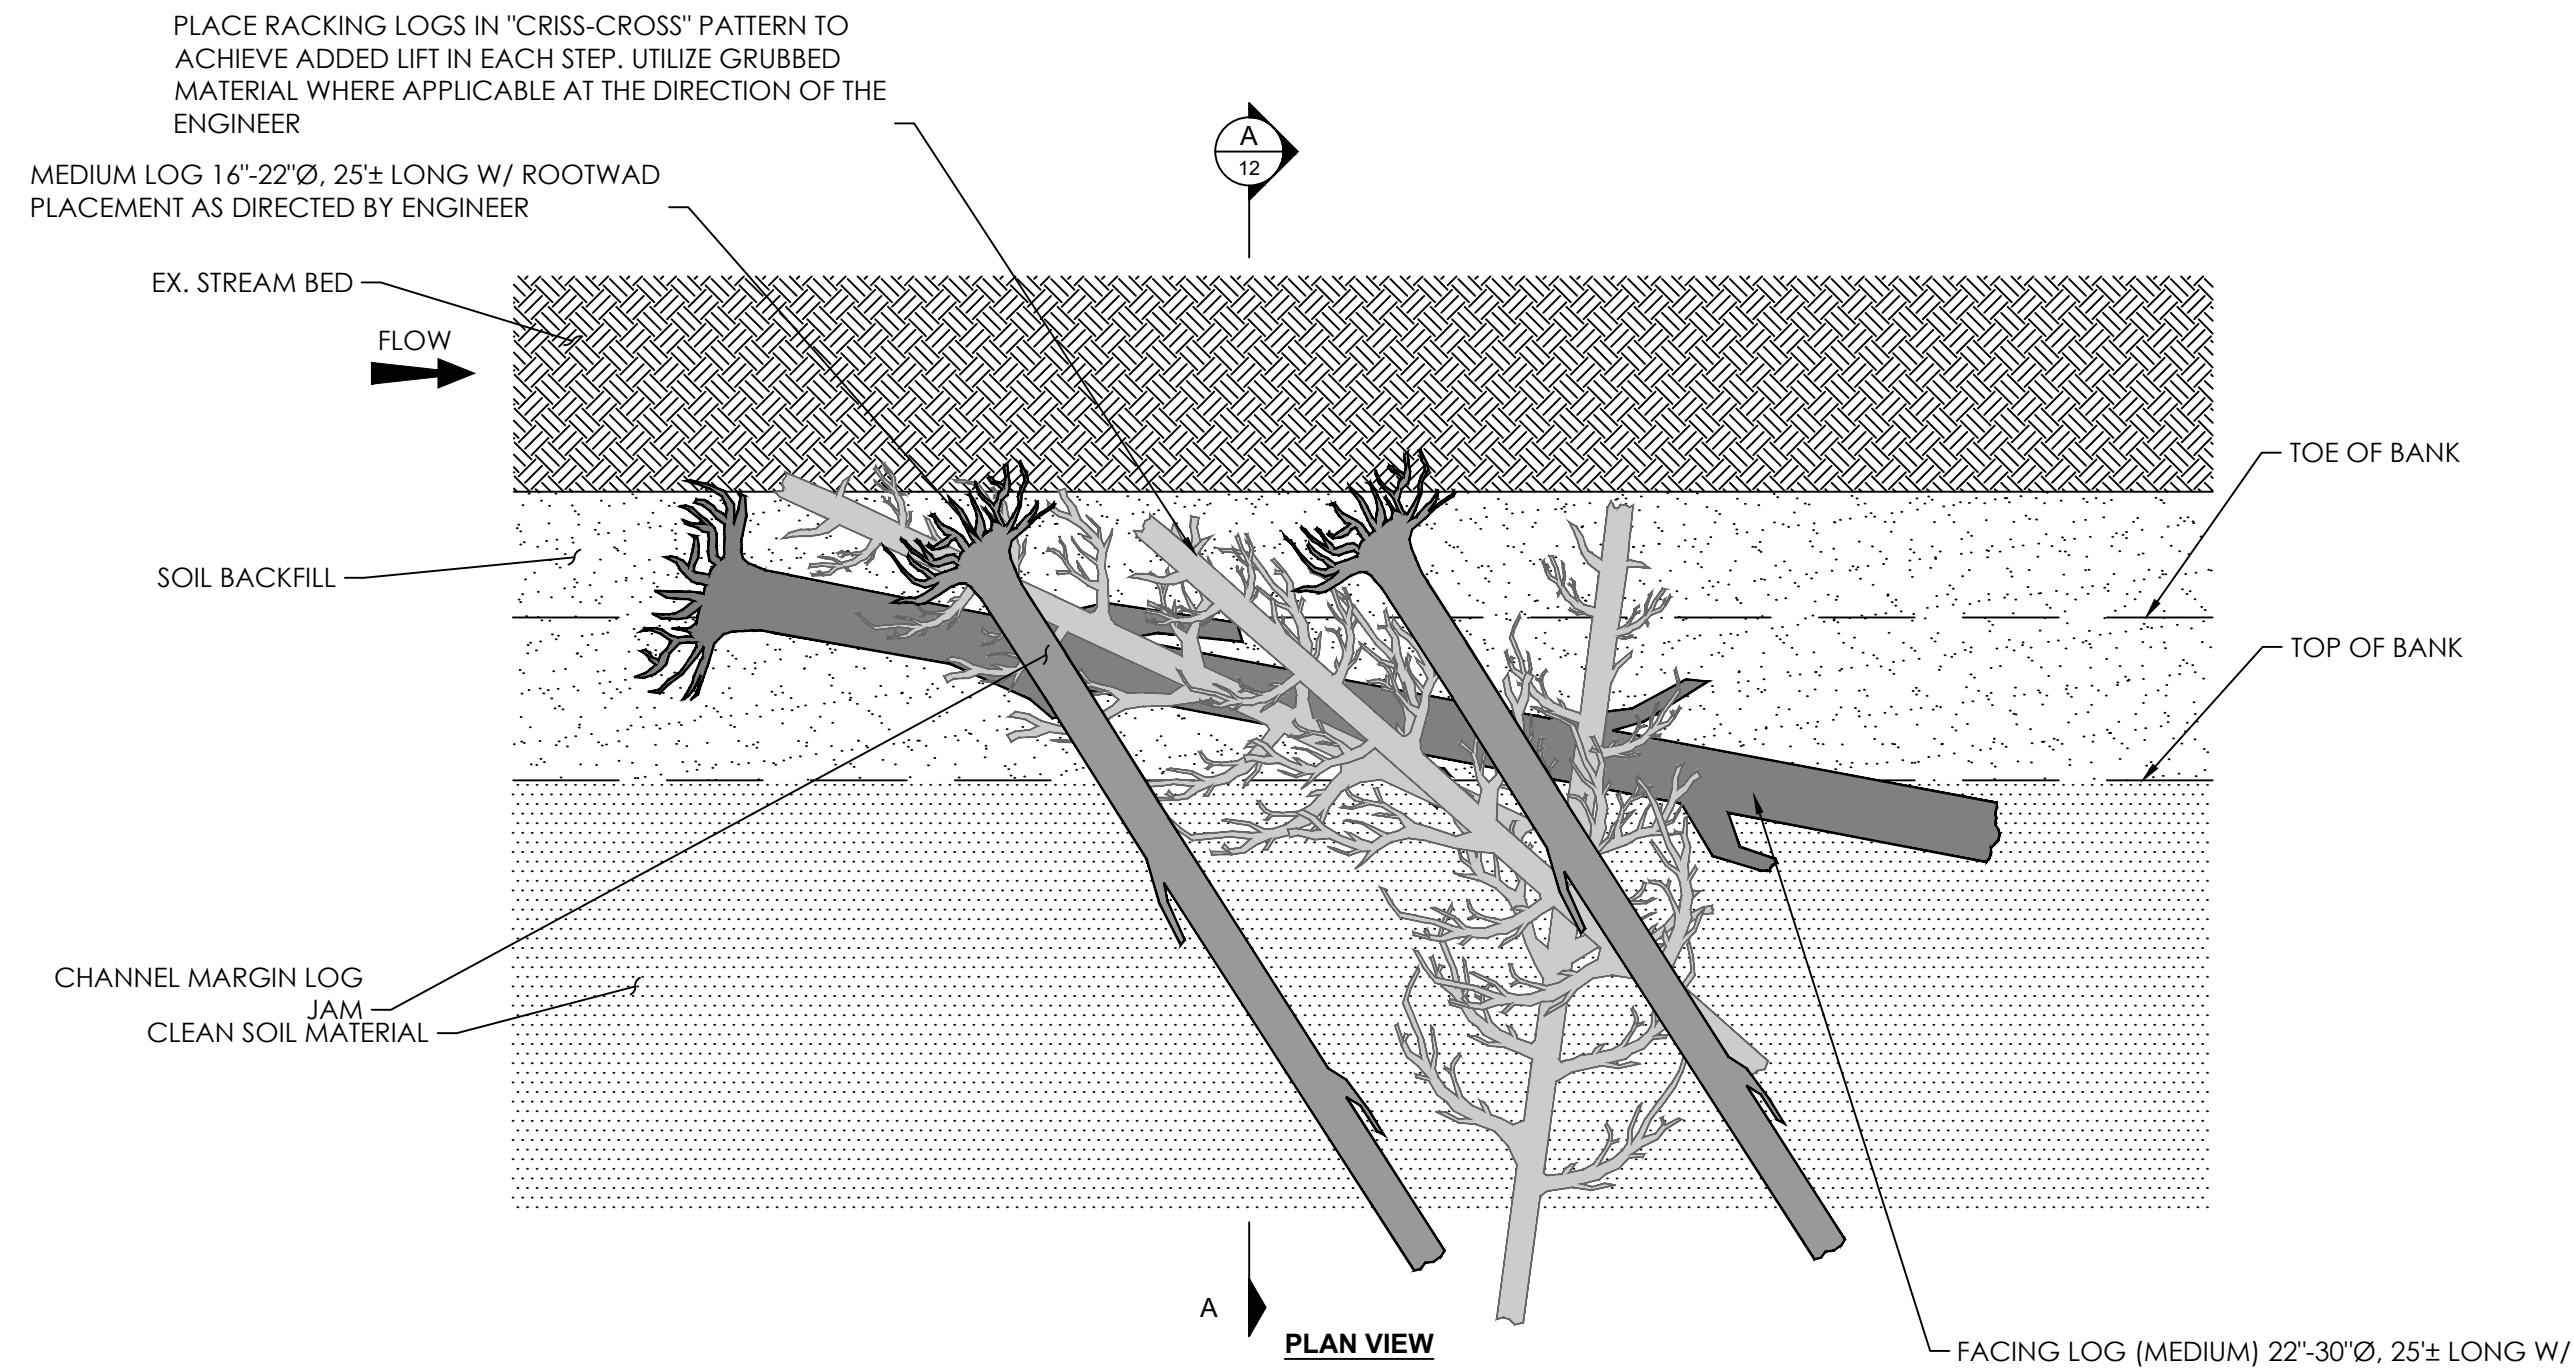 PLACE RACKING LOGS IN "CRISS-CROSS" PATTERN TO
ACHIEVE ADDED LIFT IN EACH STEP. UTILIZE GRUBBED
MATERIAL WHERE APPLICABLE AT THE DIRECTION OF THE
ENGINEER
A
12
MEDIUM LOG 16"-22"Ø, 25'± LONG W/ ROOTWAD
PLACEMENT AS DIRECTED BY ENGINEER
EX. STREAM BED
FLOW
TOE OF BANK
SOIL BACKFILL
TOP OF BANK
CHANNEL MARGIN LOG
JAM
CLEAN SOIL MATERIAL
A
PLAN VIEW
FACING LOG (MEDIUM) 22"-30"Ø, 25'± LONG W/